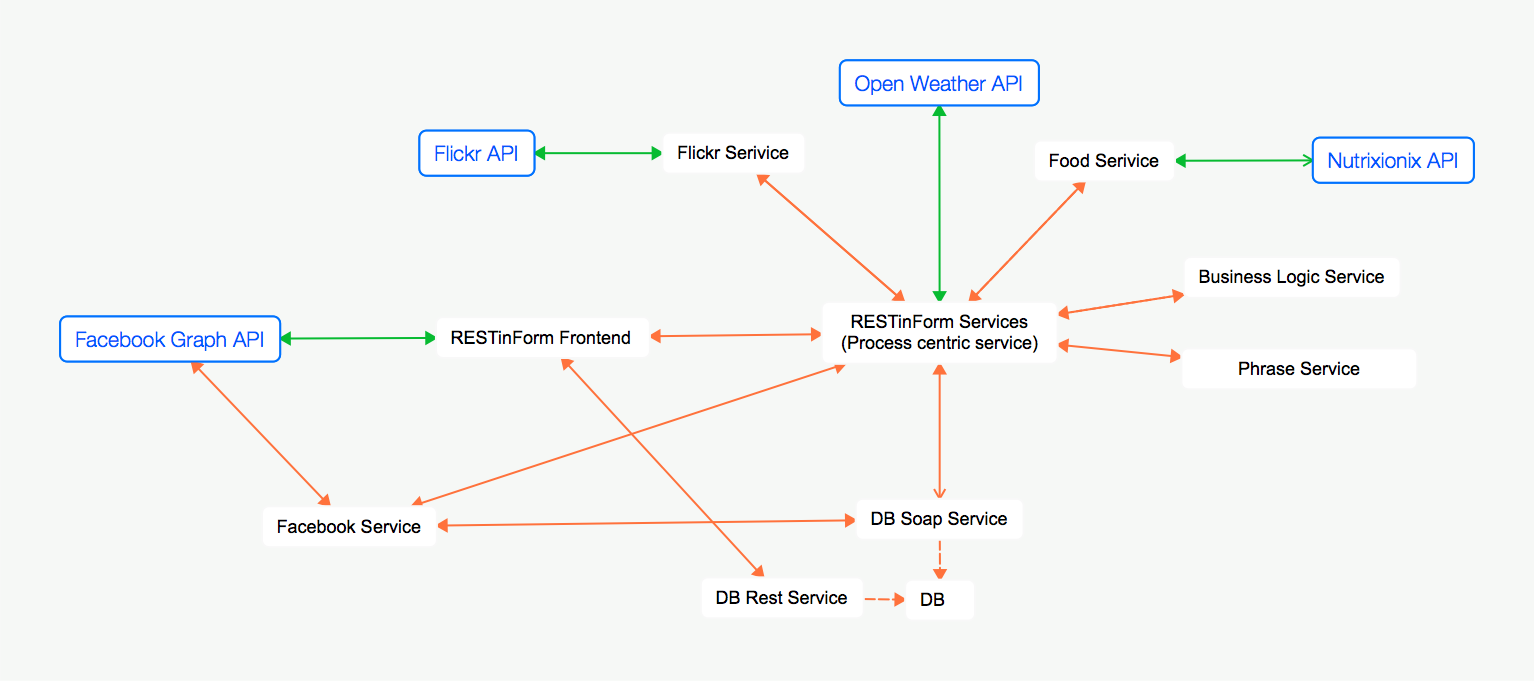 Open Weather API
Flickr API
Flickr Serivice
Food Serivice
Nutrixionix API
Business Logic Service
Facebook Graph API
RESTinForm Frontend
RESTinForm Services
(Process centric service)
Phrase Service
Facebook Service
DB Soap Service
DB Rest Service
DB